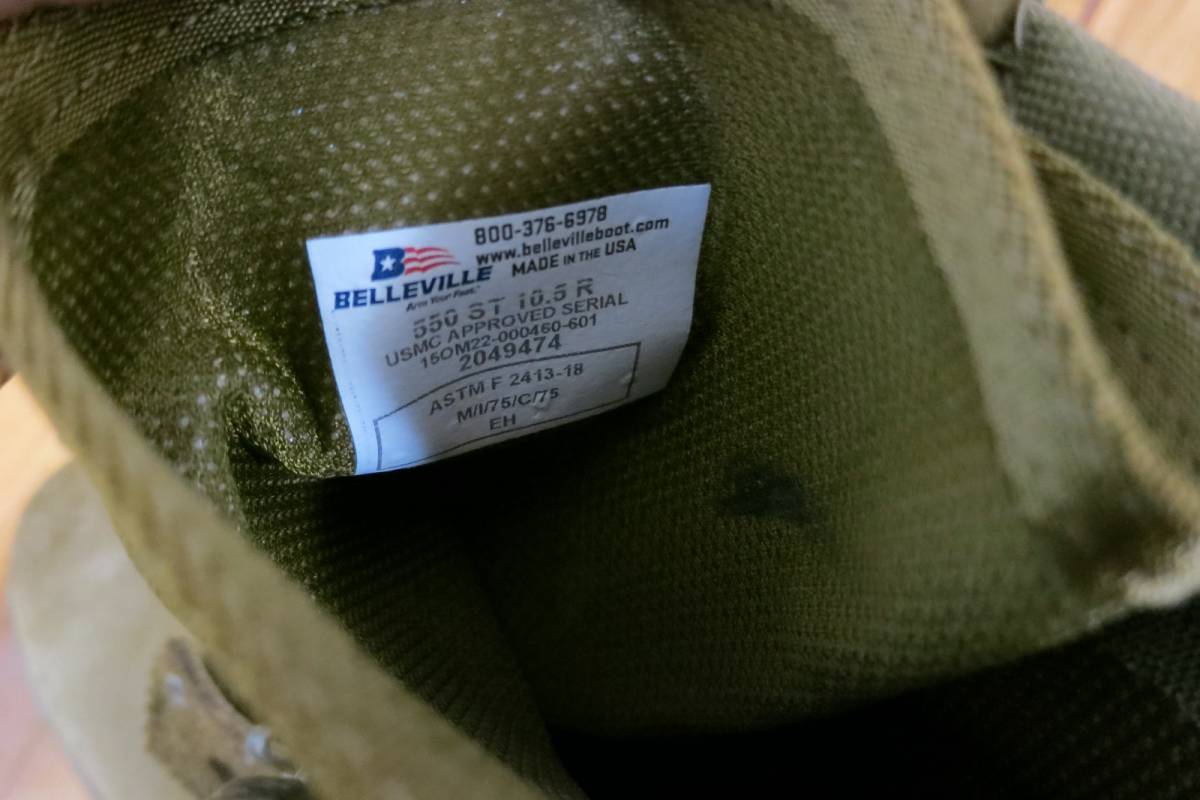 800-376-6978
www.bellevilleboot.com
MADE IN THE USA
B
BELLEVILLE
Arm Your Feet.
550 ST 10.5 R
USMC APPROVED SERIAL
15OM22-000460-601
2049474
ASTM F 2413-18
M/I/75/C/75
EH